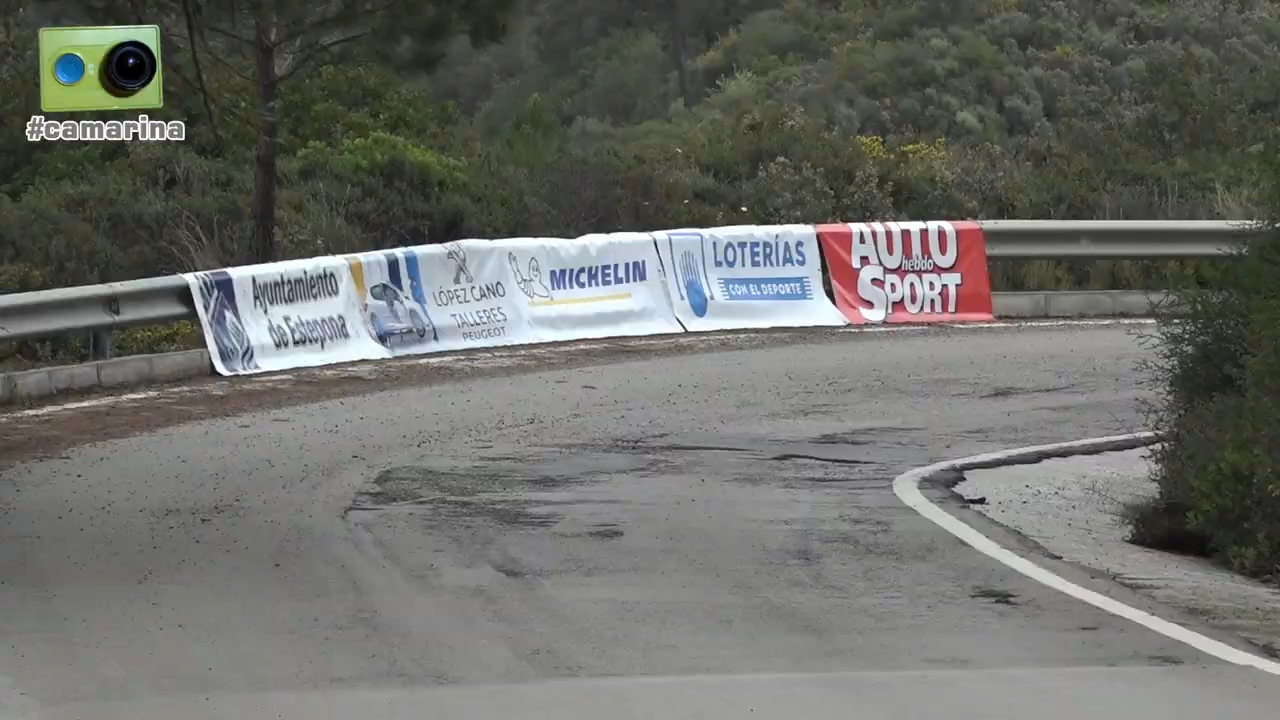 #camarina
Ayuntamiento
de Estepona
LÓPEZ CANO
TALLERES
PEUGEOT
MICHELIN
LOTERÍAS
CON EL DEPORTE
AUTO
hebdo
SPORT